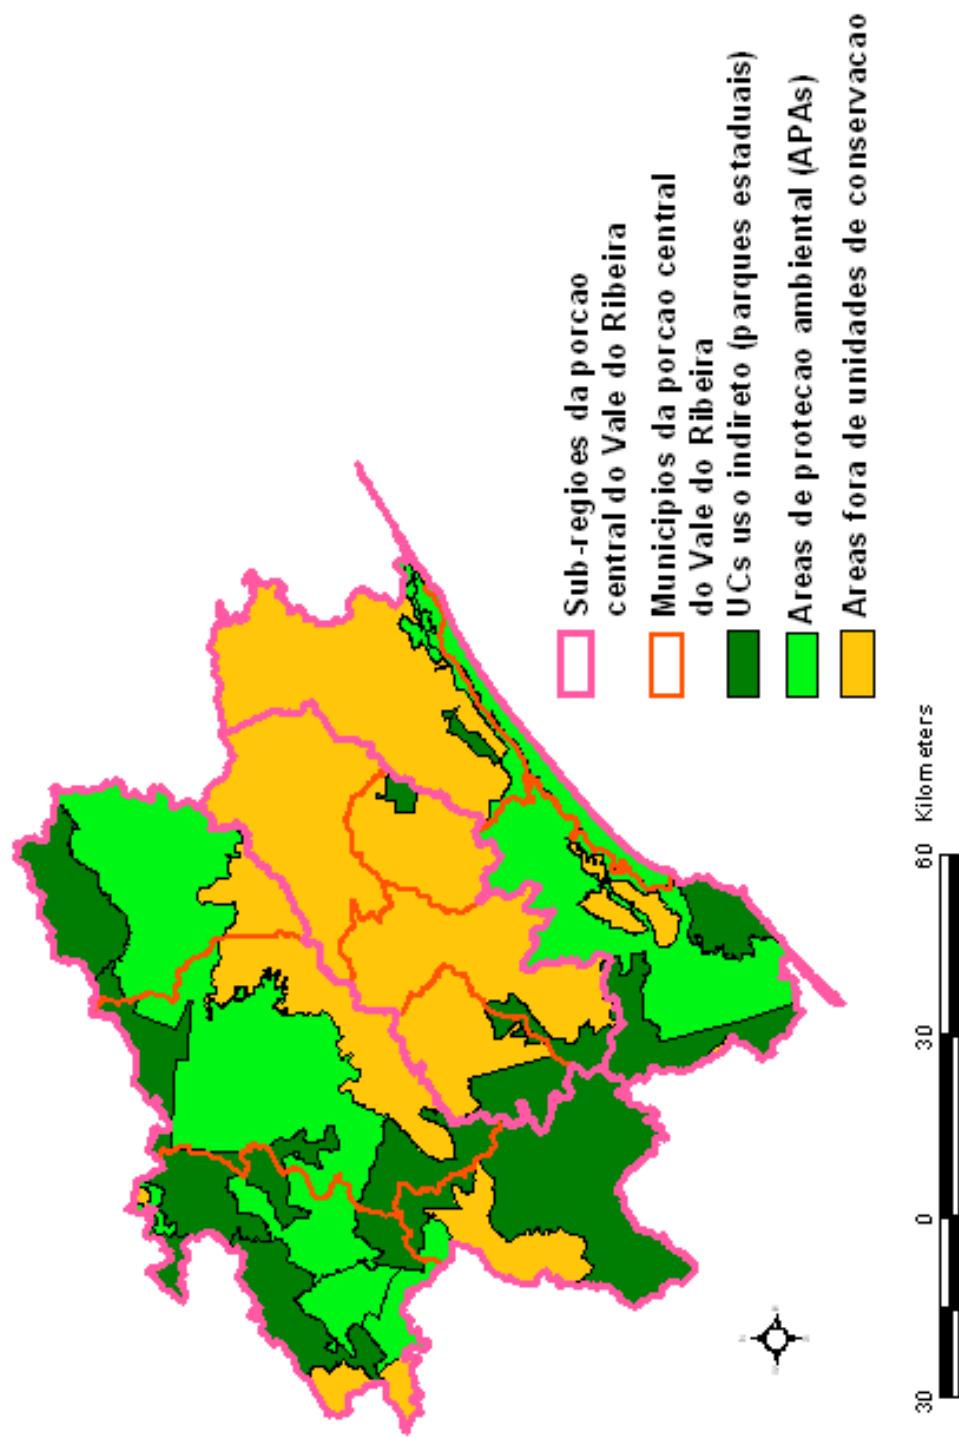 Sub-regioes da porcao
central do Vale do Ribeira
Municipios da porcao central
do Vale do Ribeira
UCs uso indireto (parques estaduais)
Areas de protecao ambiental (APAs)
Areas fora de unidades de conservacao
30 0 30 60 Kilometers